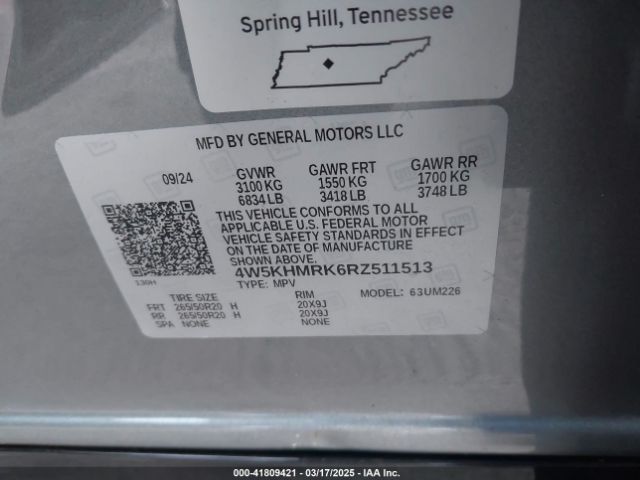 Spring Hill, Tennessee
MFD BY GENERAL MOTORS LLC
09/24 GVWR GAWR FRT GAWR RR
3100 KG 1550 KG 1700 KG
6834 LB 3418 LB 3748 LB
THIS VEHICLE CONFORMS TO ALL
APPLICABLE U.S. FEDERAL MOTOR
VEHICLE SAFETY STANDARDS IN EFFECT
ON THE DATE OF MANUFACTURE
SHOWN ABOVE.
4W5KHMRK6RZ511513
130H TYPE: MPV MODEL: 63UM226
TIRE SIZE RIM
FRT 265/50R20 H 20X9J
RR 265/50R20 H 20X9J
SPA NONE NONE
000-41809421 - 03/17/2025 - IAA Inc.